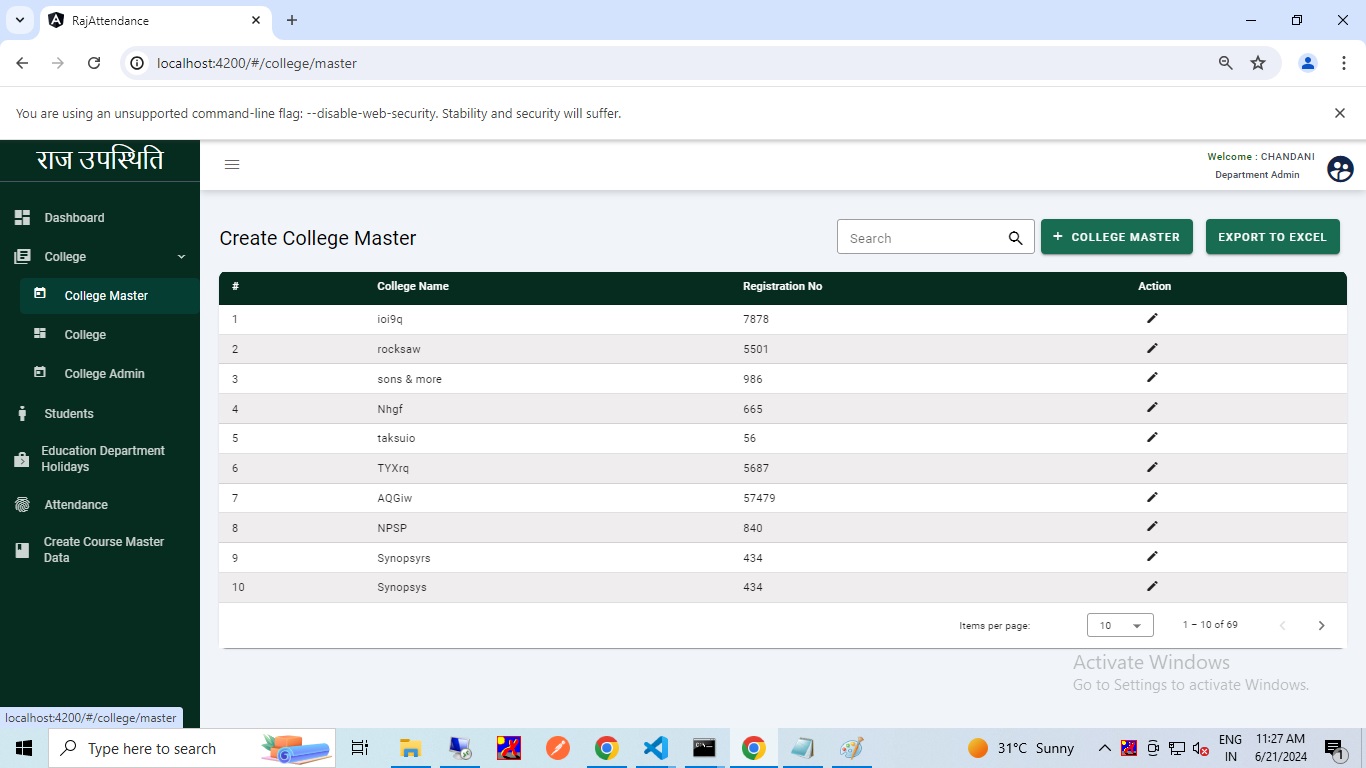 RajAttendance
localhost:4200/#/college/master
You are using an unsupported command-line flag: --disable-web-security. Stability and security will suffer.
राज उपस्थिति
Welcome : CHANDANI
Department Admin
Dashboard
College
College Master
College
College Admin
Students
Education Department
Holidays
Attendance
Create Course Master
Data
Create College Master
Search
+ COLLEGE MASTER
EXPORT TO EXCEL
# College Name Registration No Action
1 ioi9q 7878
2 rocksaw 5501
3 sons & more 986
4 Nhgf 665
5 taksuio 56
6 TYXrq 5687
7 AQGiw 57479
8 NPSP 840
9 Synopsyrs 434
10 Synopsys 434
Items per page: 10 1 – 10 of 69
Activate Windows
Go to Settings to activate Windows.
localhost:4200/#/college/master
Type here to search
31°C Sunny
ENG
IN
11:27 AM
6/21/2024
1